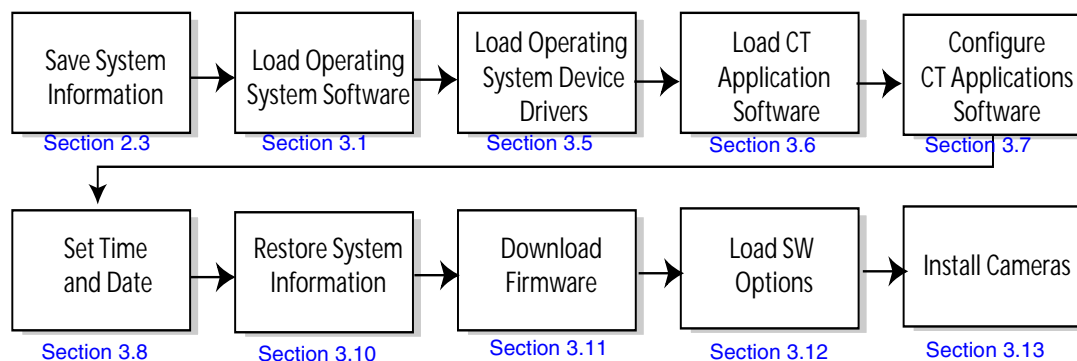 Save System
Information
Section 2.3
Load Operating
System Software
Section 3.1
Load Operating
System Device
Drivers
Section 3.5
Load CT
Application
Software
Section 3.6
Configure
CT Applications
Software
Section 3.7
Set Time
and Date
Section 3.8
Restore System
Information
Section 3.10
Download
Firmware
Section 3.11
Load SW
Options
Section 3.12
Install Cameras
Section 3.13